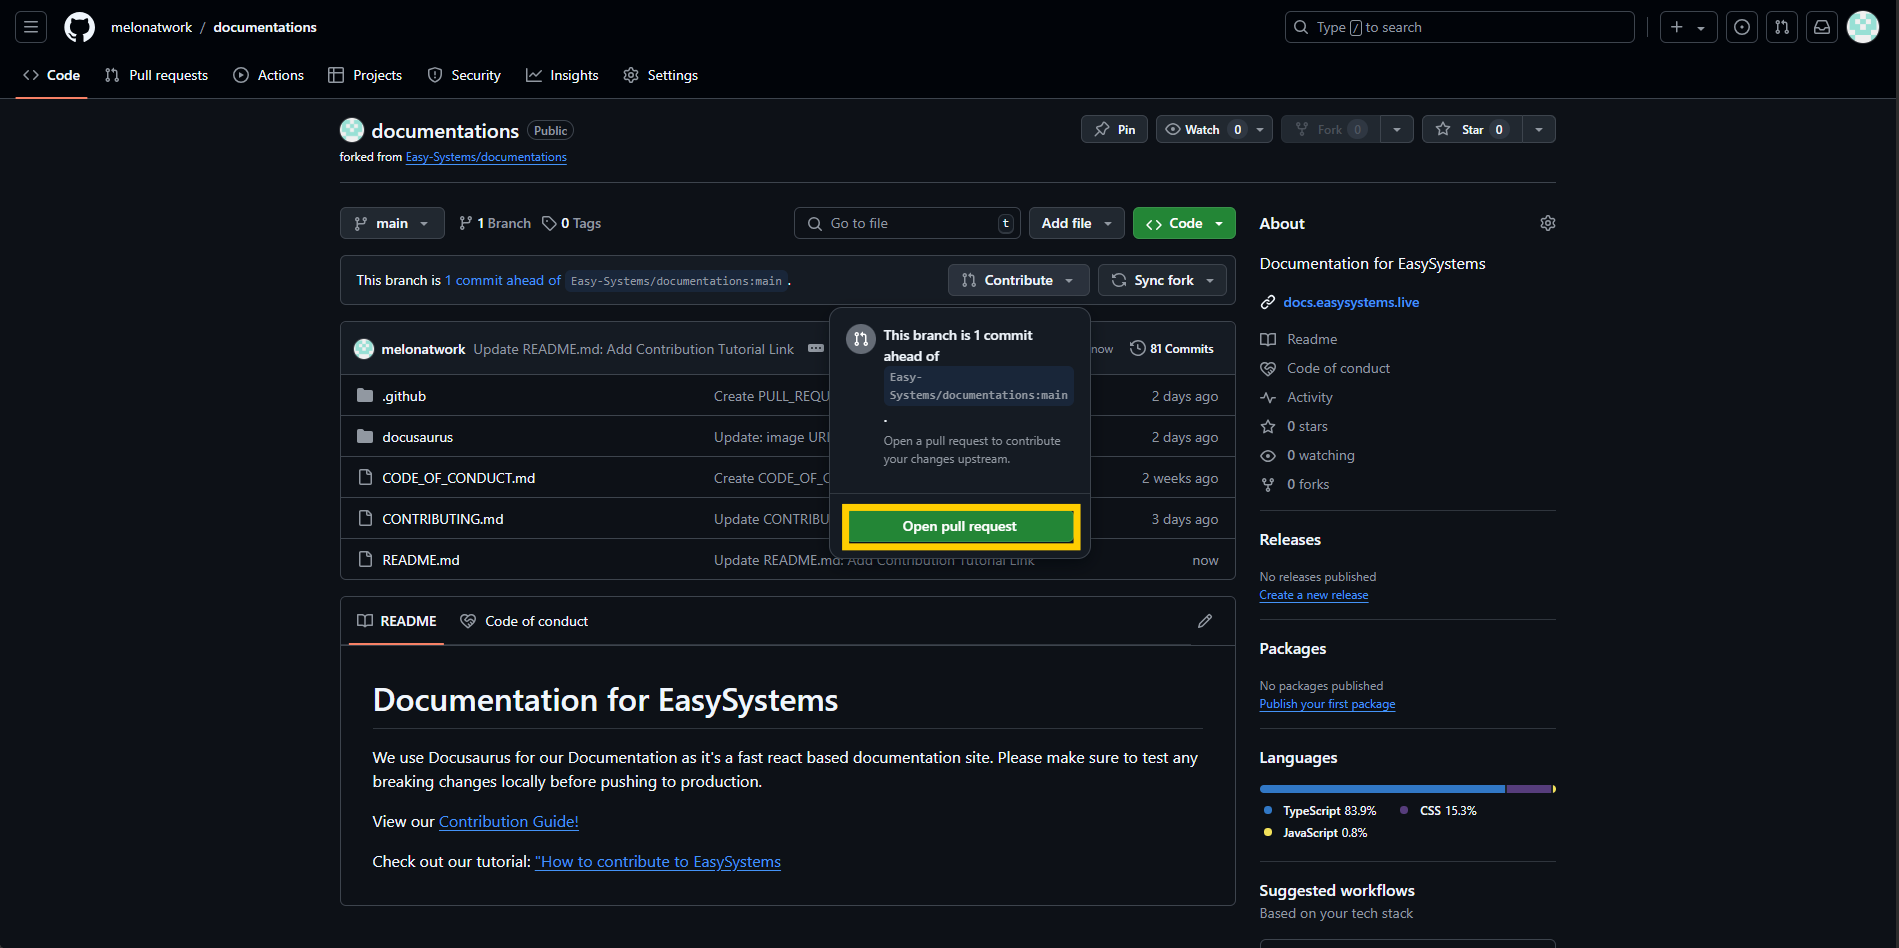 melonatwork / documentations
Type / to search
Code Pull requests Actions Projects Security Insights Settings
documentations Public
Pin Watch 0 Fork 0 Star 0
forked from Easy-Systems/documentations
main 1 Branch 0 Tags
Go to file t
Add file
Code
This branch is 1 commit ahead of Easy-Systems/documentations:main .
Contribute
Sync fork
This branch is 1 commit
ahead of
Easy-
Systems/documentations:main
.
Open a pull request to contribute
your changes upstream.
Open pull request
melonatwork Update README.md: Add Contribution Tutorial Link now 81 Commits
.github Create PULL_REQU 2 days ago
docusaurus Update: image URI 2 days ago
CODE_OF_CONDUCT.md Create CODE_OF_C 2 weeks ago
CONTRIBUTING.md Update CONTRIBU 3 days ago
README.md Update README.md: Add Contribution Tutorial Link now
README Code of conduct
Documentation for EasySystems
We use Docusaurus for our Documentation as it's a fast react based documentation site. Please make sure to test any
breaking changes locally before pushing to production.
View our Contribution Guide!
Check out our tutorial: "How to contribute to EasySystems
About
Documentation for EasySystems
docs.easysystems.live
Readme
Code of conduct
Activity
0 stars
0 watching
0 forks
Releases
No releases published
Create a new release
Packages
No packages published
Publish your first package
Languages
TypeScript 83.9% CSS 15.3%
JavaScript 0.8%
Suggested workflows
Based on your tech stack